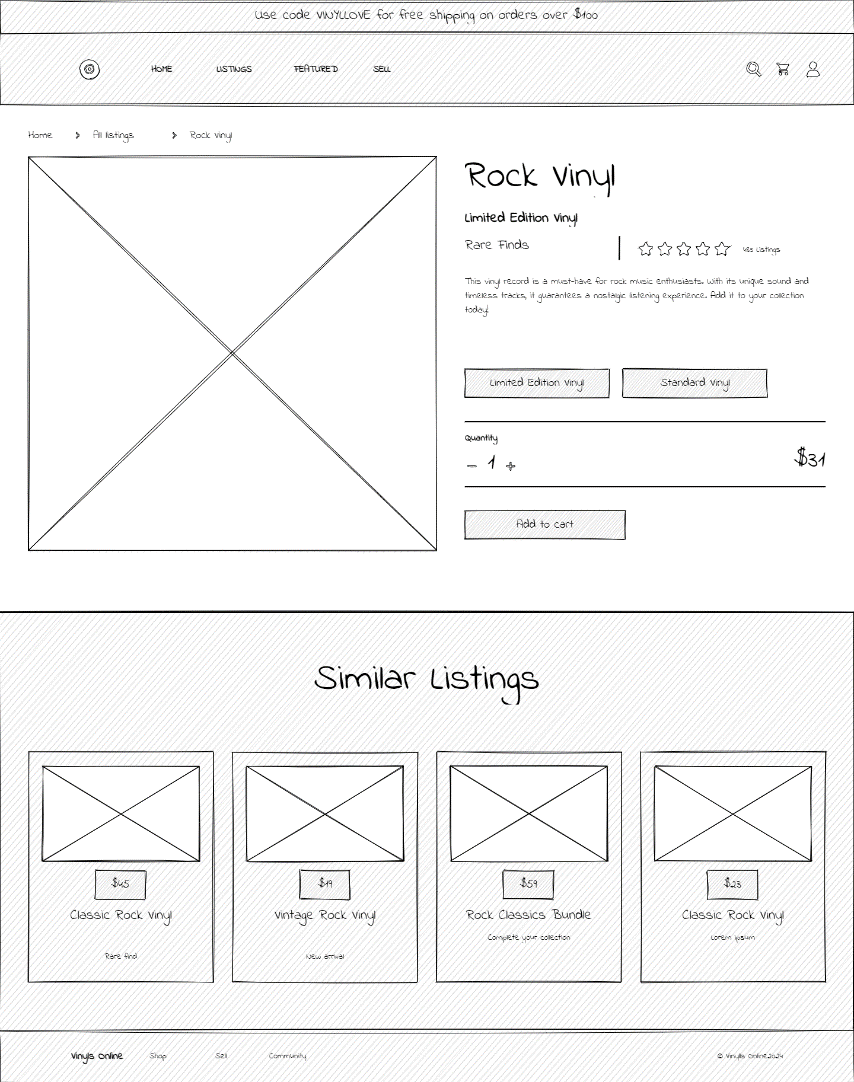 Use code VINYLLOVE for free shipping on orders over $100
HOME LISTINGS FEATURED SELL
Home > All listings > Rock Vinyl
Rock Vinyl
Limited Edition Vinyl
Rare Finds
listings
This vinyl record is a must-have for rock music enthusiasts. With its unique sound and
timeless tracks, it guarantees a nostalgic listening experience. Add it to your collection
today!
Limited Edition Vinyl
Standard Vinyl
Quantity
− 1 +
$31
Add to cart
Similar Listings
$45
Classic Rock Vinyl
Rare find
$19
Vintage Rock Vinyl
New arrival
$59
Rock Classics Bundle
Complete your collection
$23
Classic Rock Vinyl
Lorem ipsum
Vinyls Online Shop Sell Community © Vinylls Online2024